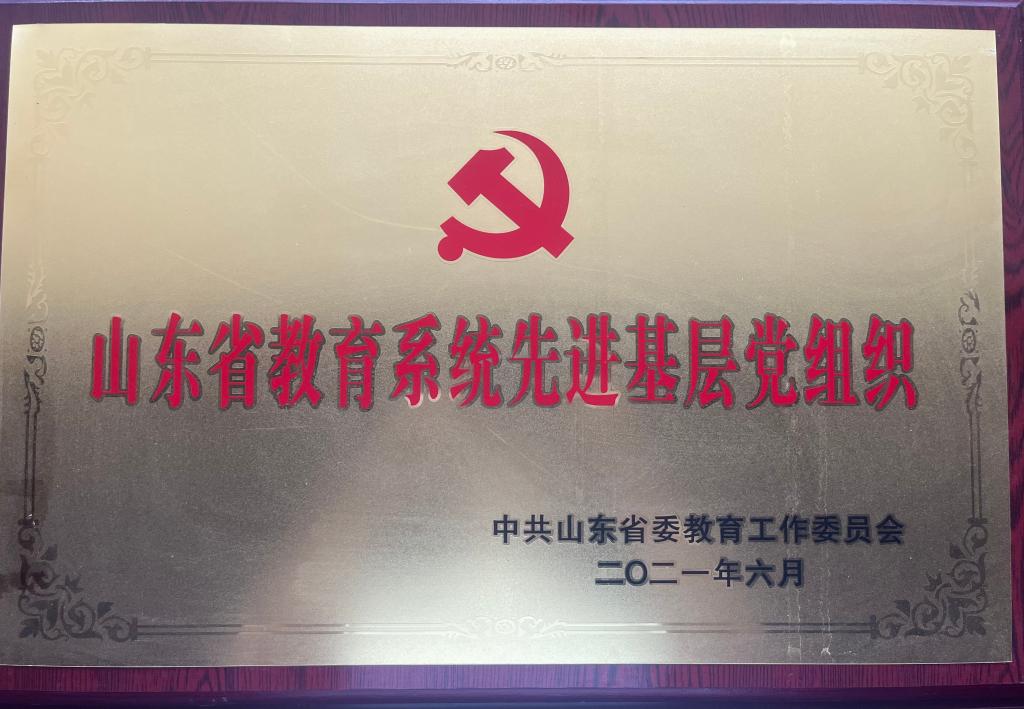 山东省教育系统先进基层党组织
中共山东省委教育工作委员会
二〇二一年六月